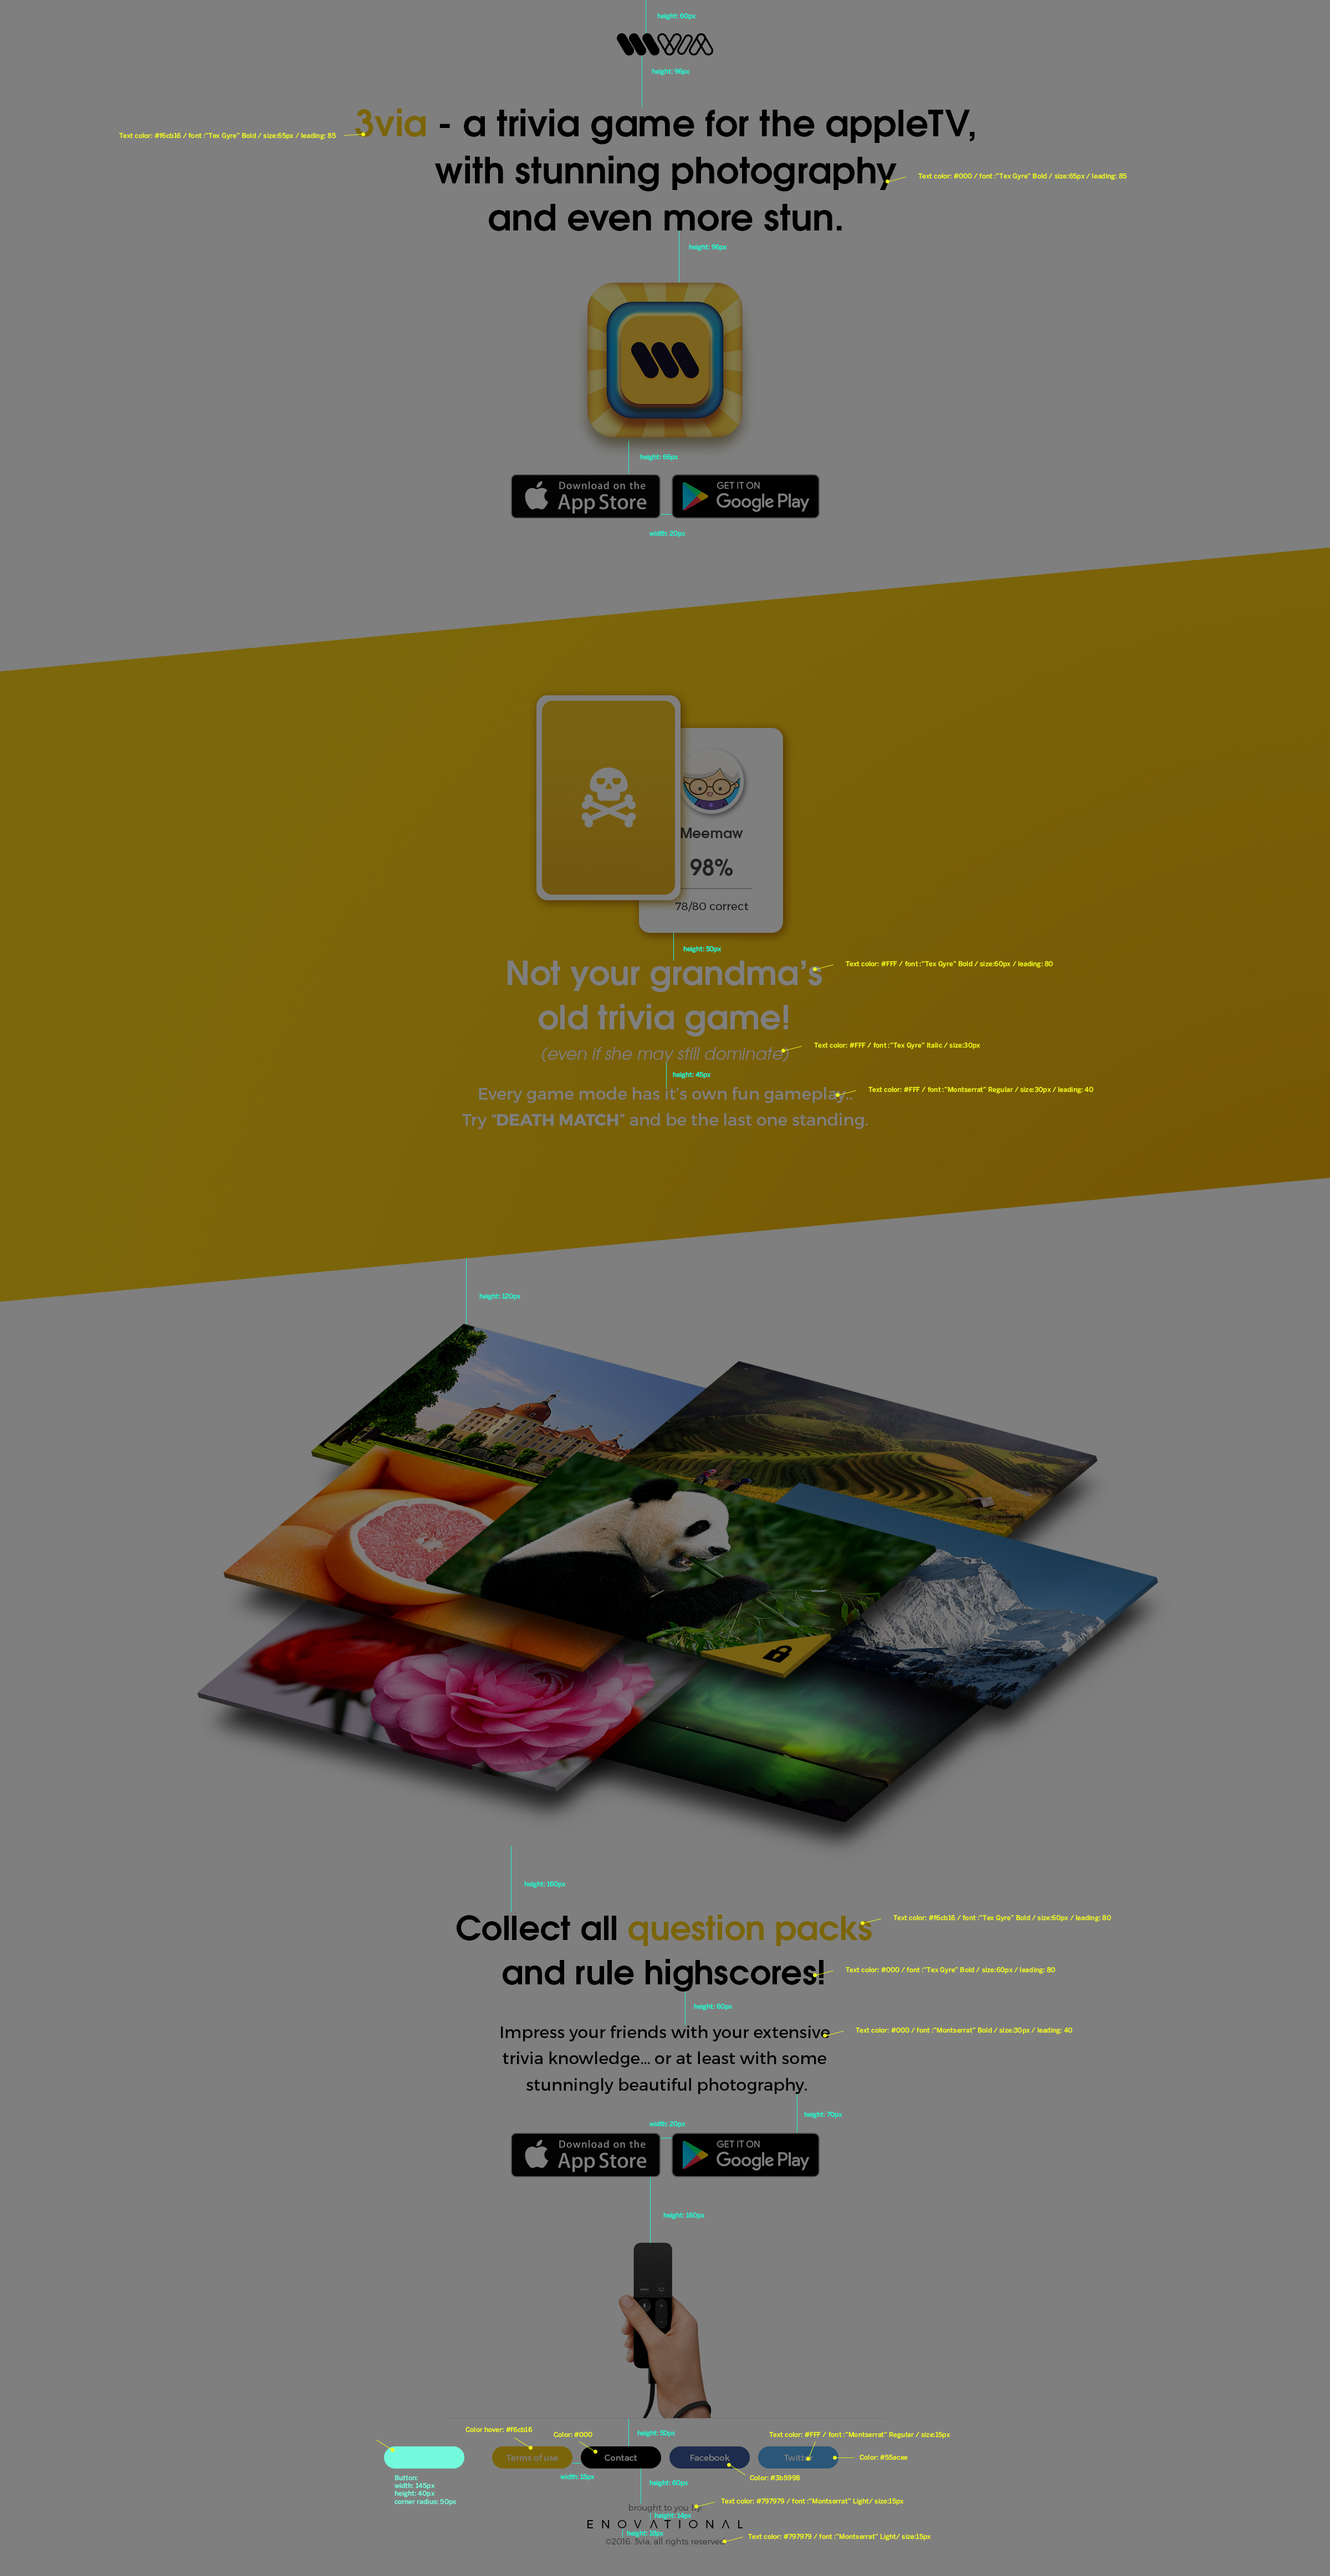 height: 60px
height: 96px
3via - a trivia game for the appleTV,
Text color: #f6cb16 / font :"Tex Gyre" Bold / size:65px / leading: 85
with stunning photography
Text color: #000 / font :"Tex Gyre" Bold / size:65px / leading: 85
and even more stun.
height: 96px
height: 66px
Download on the
App Store
GET IT ON
Google Play
width: 20px
Meemaw
98%
78/80 correct
height: 50px
Not your grandma's
Text color: #FFF / font :"Tex Gyre" Bold / size:60px / leading: 80
old trivia game!
(even if she may still dominate)
Text color: #FFF / font :"Tex Gyre" Italic / size:30px
height: 45px
Every game mode has it's own fun gameplay..
Text color: #FFF / font :"Montserrat" Regular / size:30px / leading: 40
Try "DEATH MATCH" and be the last one standing.
height: 120px
height: 160px
Collect all question packs
Text color: #f6cb16 / font :"Tex Gyre" Bold / size:60px / leading: 80
and rule highscores!
Text color: #000 / font :"Tex Gyre" Bold / size:60px / leading: 80
height: 60px
Impress your friends with your extensive
Text color: #000 / font :"Montserrat" Bold / size:30px / leading: 40
trivia knowledge... or at least with some
stunningly beautiful photography.
height: 70px
width: 20px
Download on the
App Store
GET IT ON
Google Play
height: 160px
Color hover: #f6cb16
Color: #000
height: 50px
Text color: #FFF / font :"Montserrat" Regular / size:15px
Terms of use
Contact
Facebook
Twitter
Color: #55acee
Button:
width: 145px
height: 40px
corner radius: 50px
width: 15px
height: 60px
Color: #3b5998
brought to you by:
Text color: #797979 / font :"Montserrat" Light/ size:15px
height: 14px
ENOVATIONAL
height: 18px
©2016. 3via, all rights reserved
Text color: #797979 / font :"Montserrat" Light/ size:15px